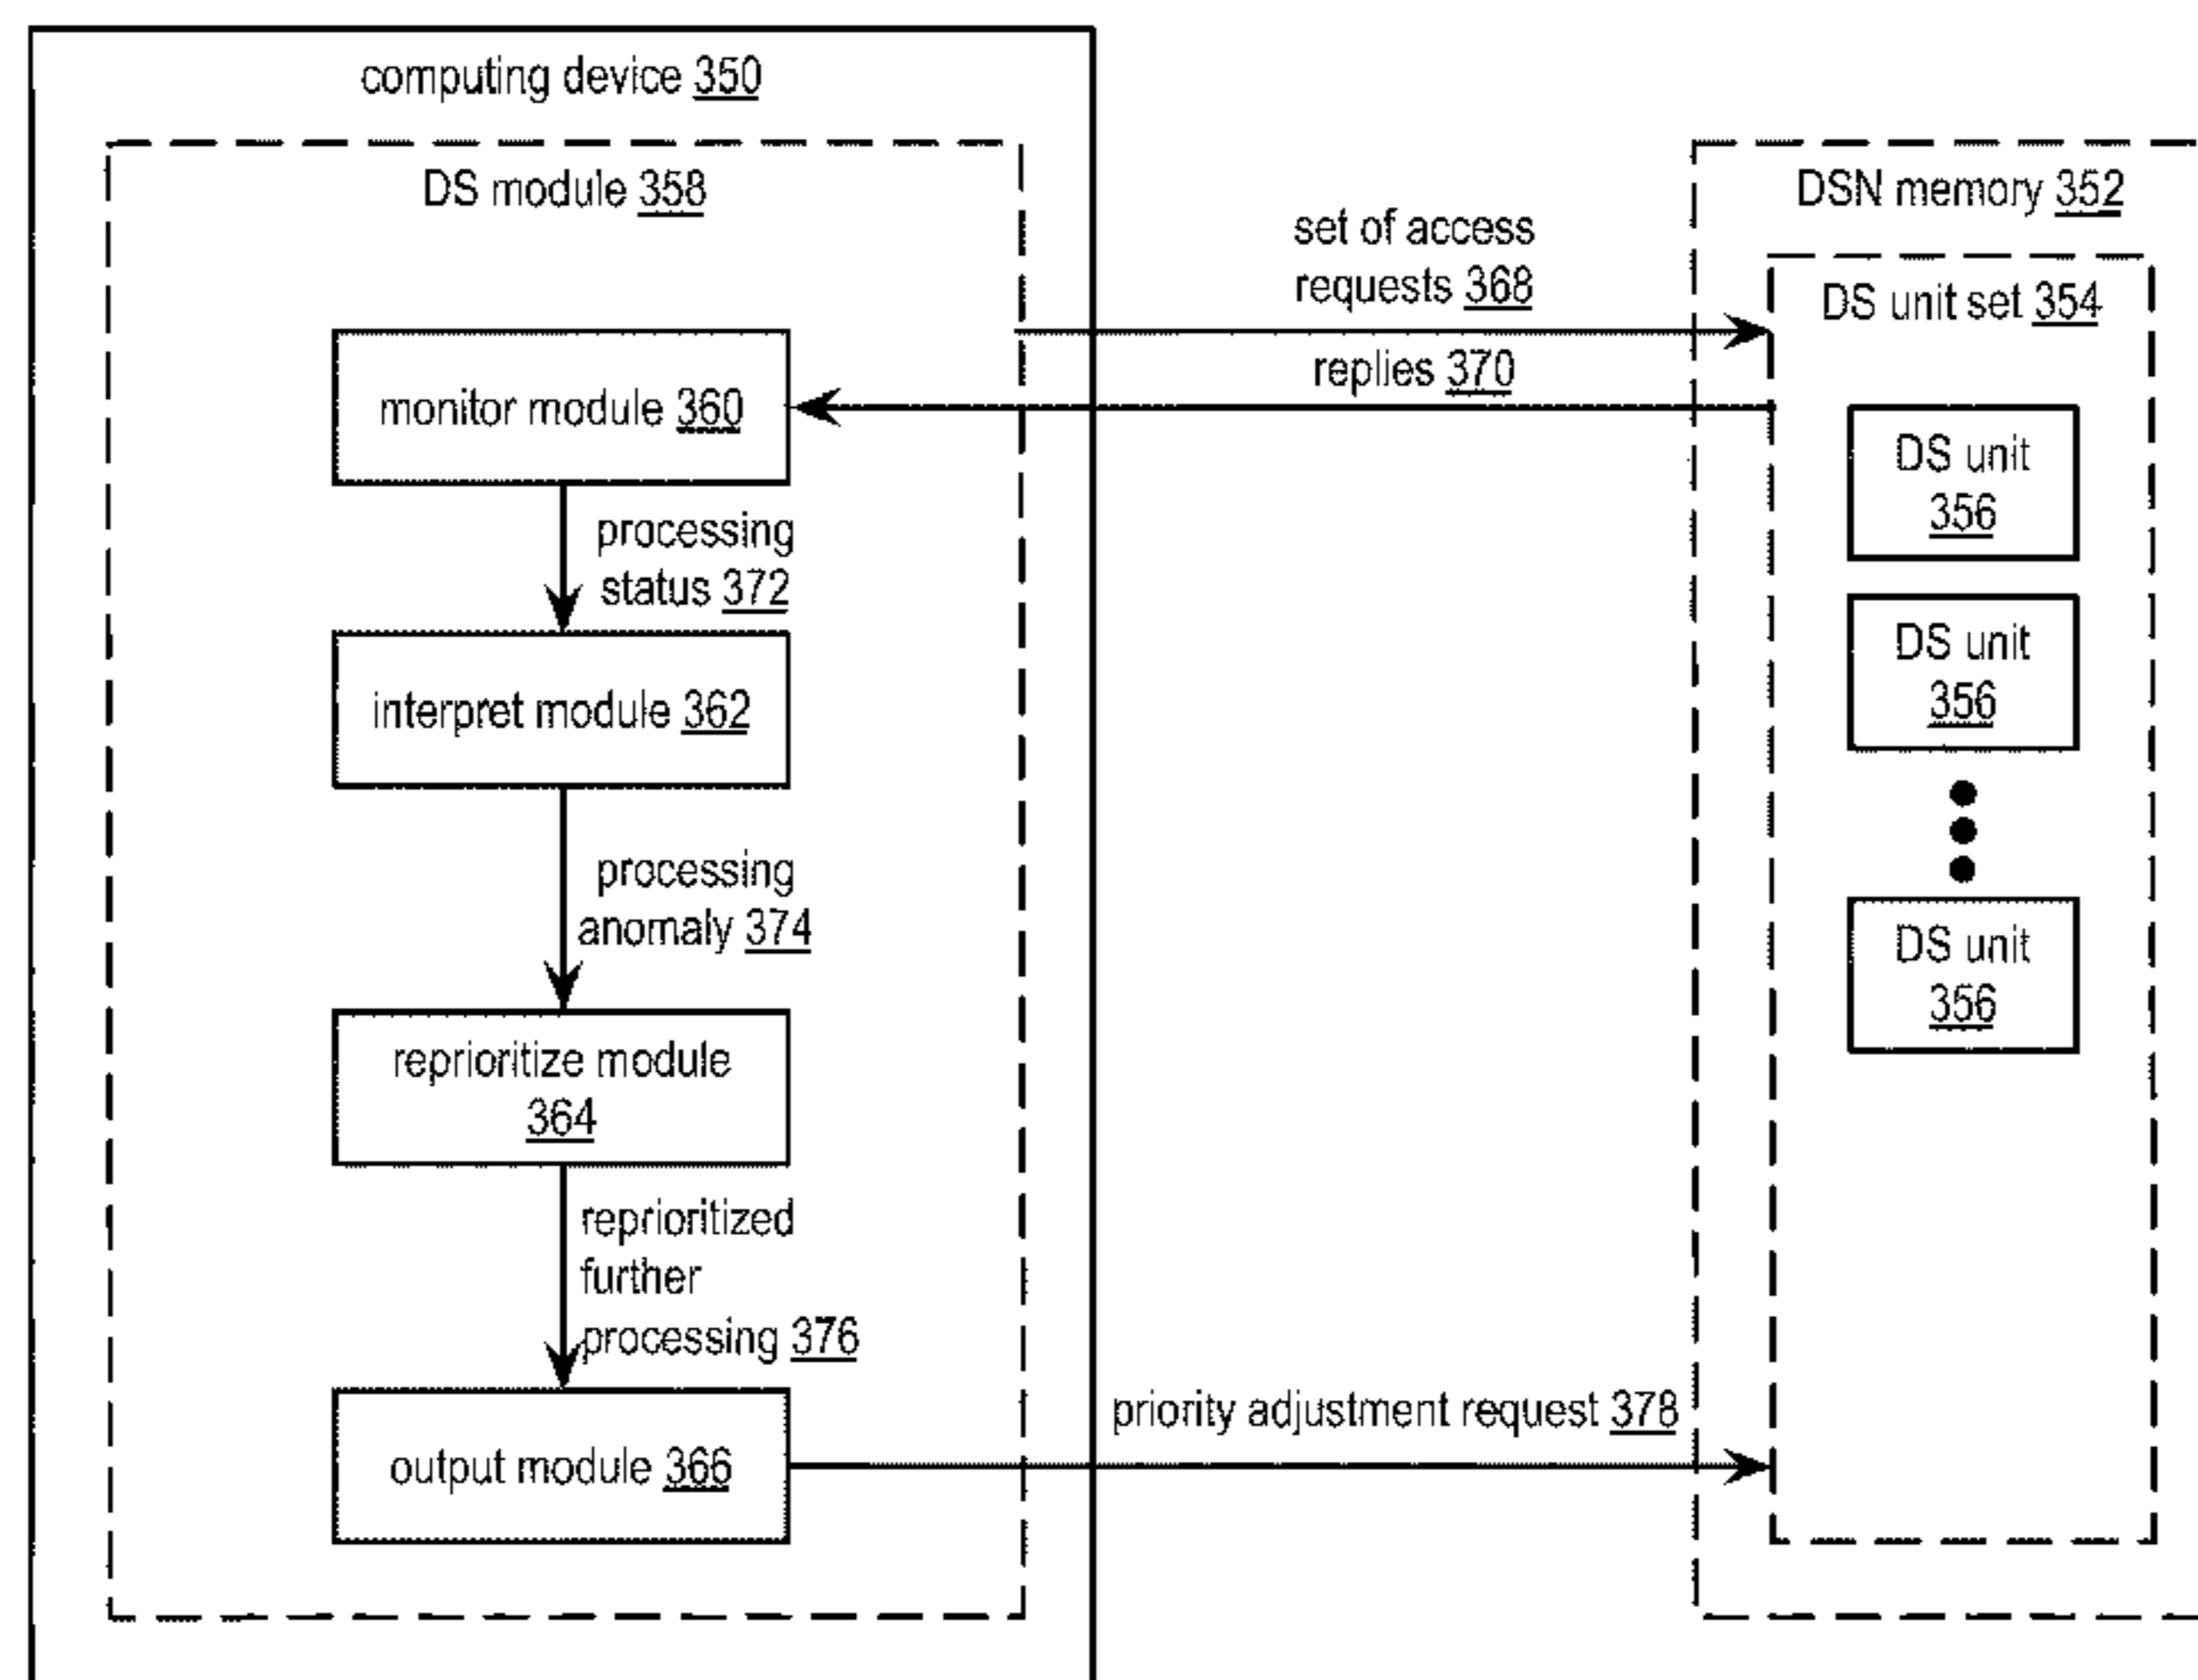 computing device 350
DS module 358
monitor module 360
processing
status 372
interpret module 362
processing
anomaly 374
reprioritize module
364
reprioritized
further
processing 376
output module 366
set of access
requests 368
replies 370
priority adjustment request 378
DSN memory 352
DS unit set 354
DS unit
356
DS unit
356
DS unit
356